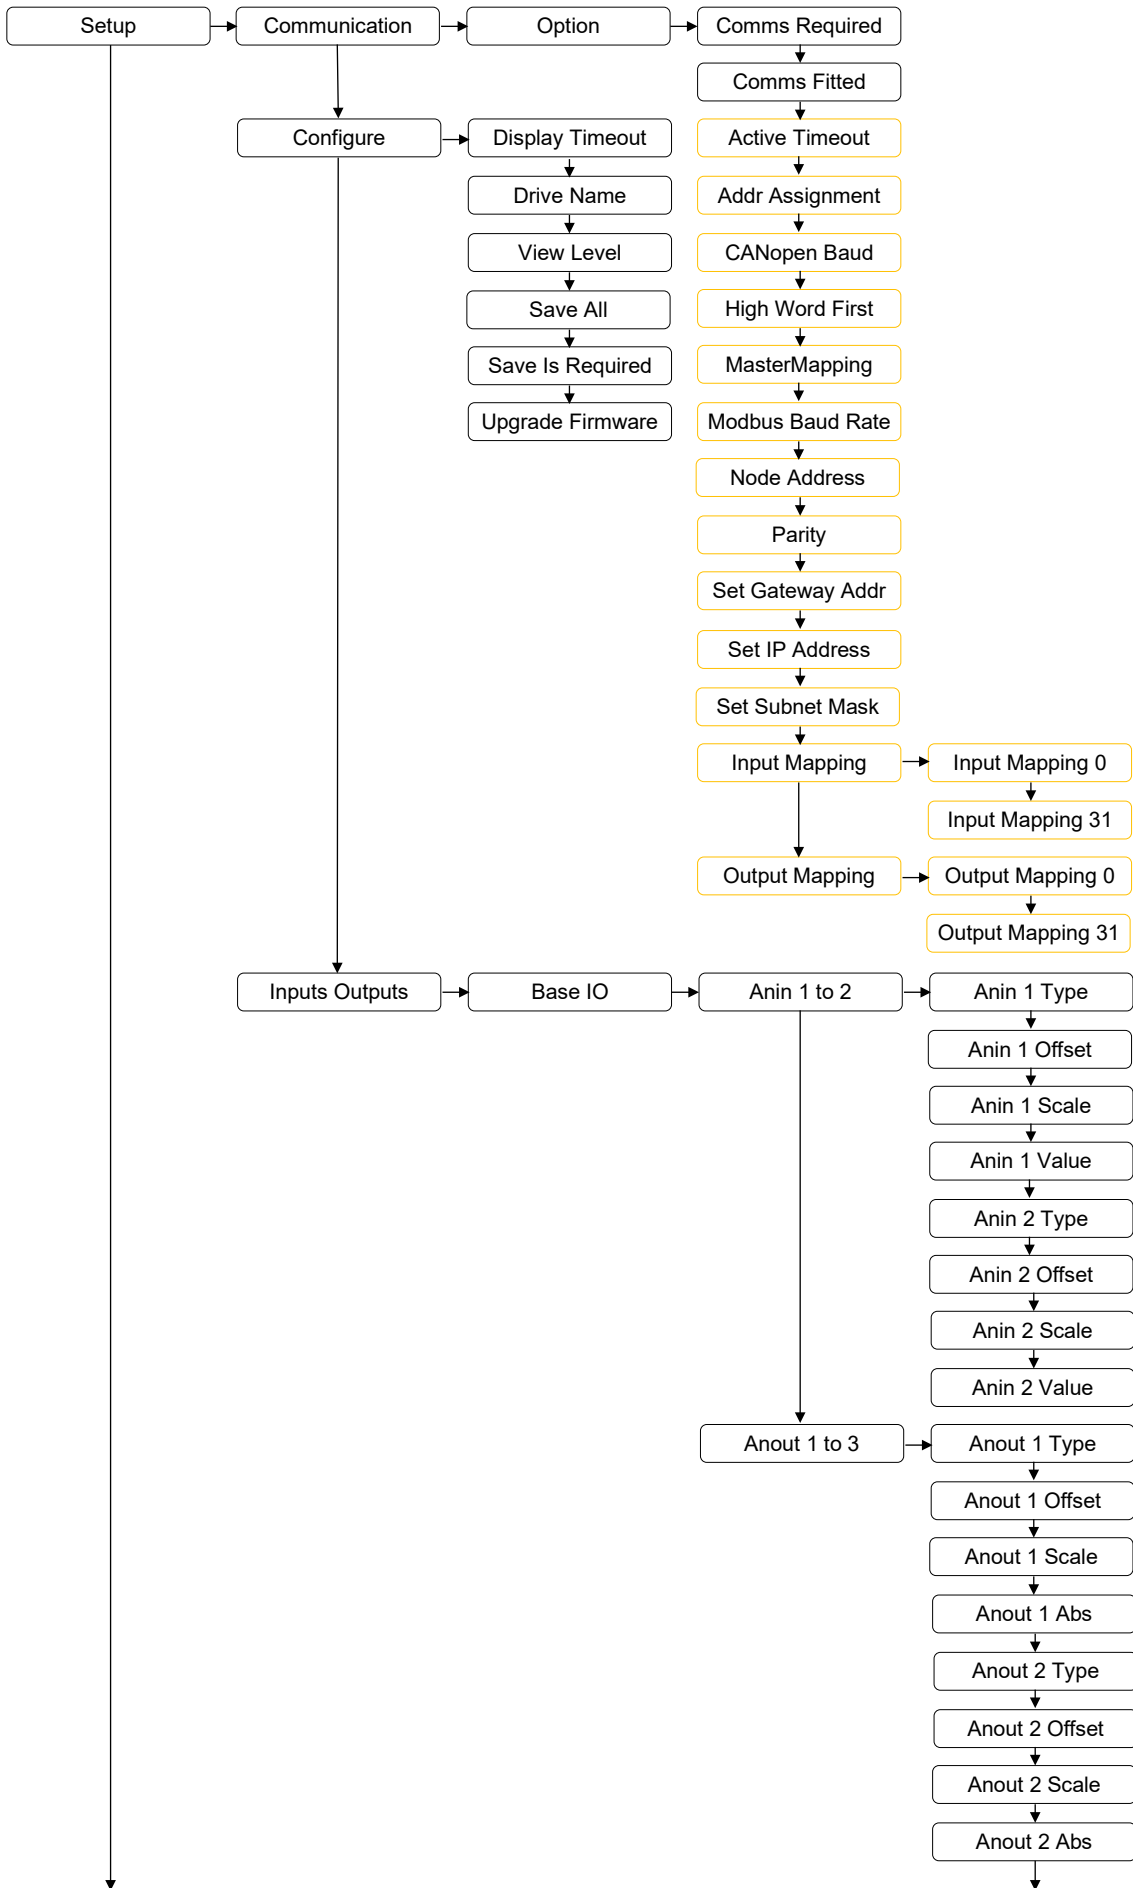 Setup
Communication
Option
Comms Required
Comms Fitted
Configure
Display Timeout
Active Timeout
Drive Name
Addr Assignment
View Level
CANopen Baud
Save All
High Word First
Save Is Required
MasterMapping
Upgrade Firmware
Modbus Baud Rate
Node Address
Parity
Set Gateway Addr
Set IP Address
Set Subnet Mask
Input Mapping
Input Mapping 0
Input Mapping 31
Output Mapping
Output Mapping 0
Output Mapping 31
Inputs Outputs
Base IO
Anin 1 to 2
Anin 1 Type
Anin 1 Offset
Anin 1 Scale
Anin 1 Value
Anin 2 Type
Anin 2 Offset
Anin 2 Scale
Anin 2 Value
Anout 1 to 3
Anout 1 Type
Anout 1 Offset
Anout 1 Scale
Anout 1 Abs
Anout 2 Type
Anout 2 Offset
Anout 2 Scale
Anout 2 Abs